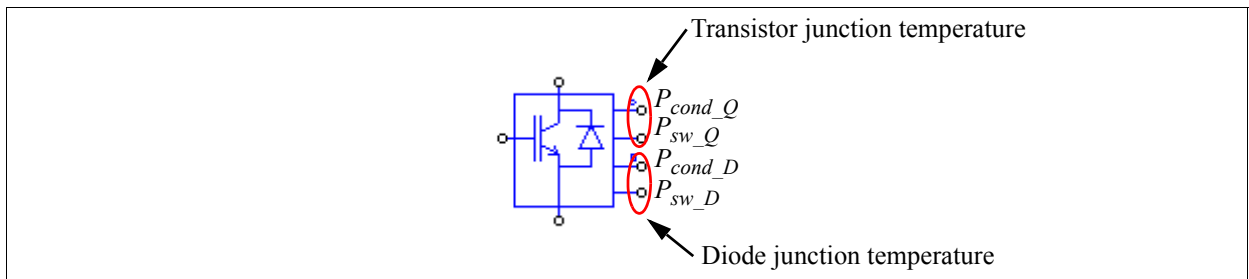 Transistor junction temperature
P_cond_Q
P_sw_Q
P_cond_D
P_sw_D
Diode junction temperature